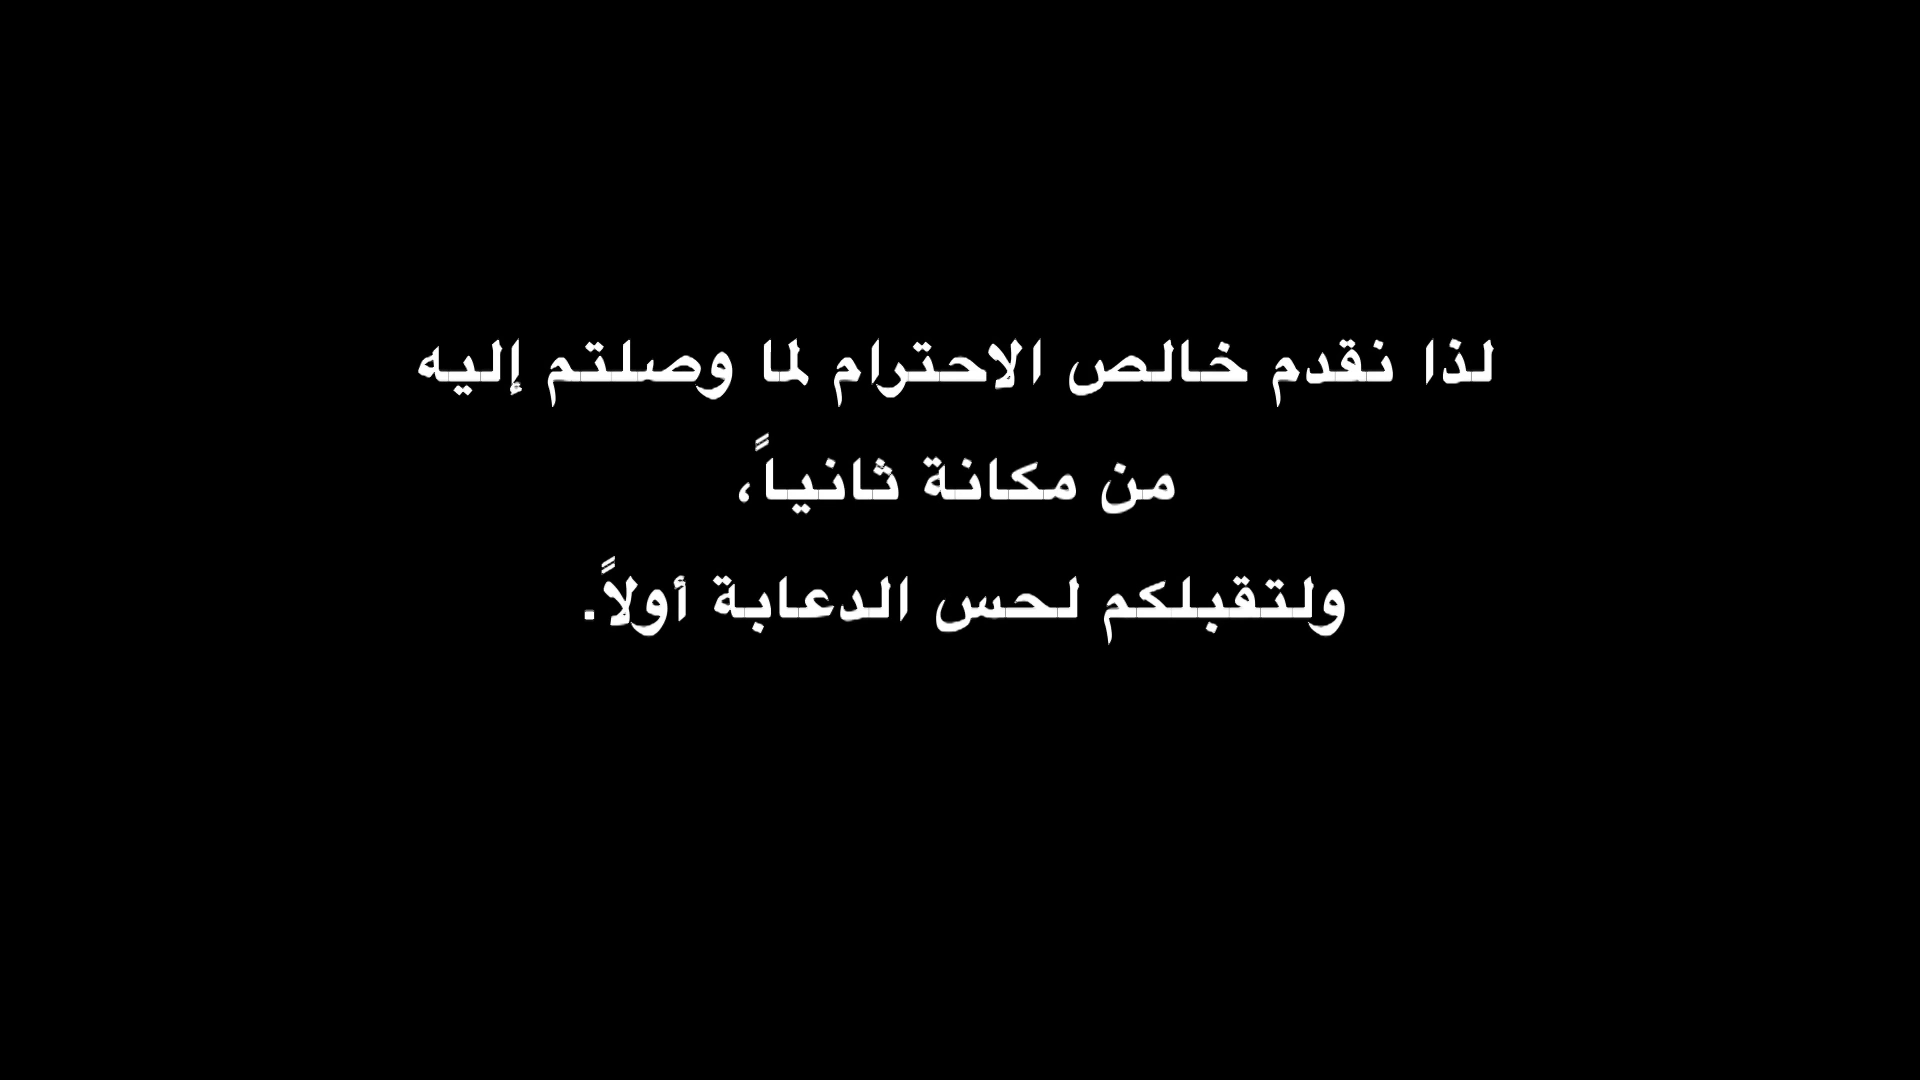 لذا نقدم خالص الاحترام لما وصلتم إليه
من مكانة ثانياً،
ولتقبلكم لحس الدعابة أولاً.